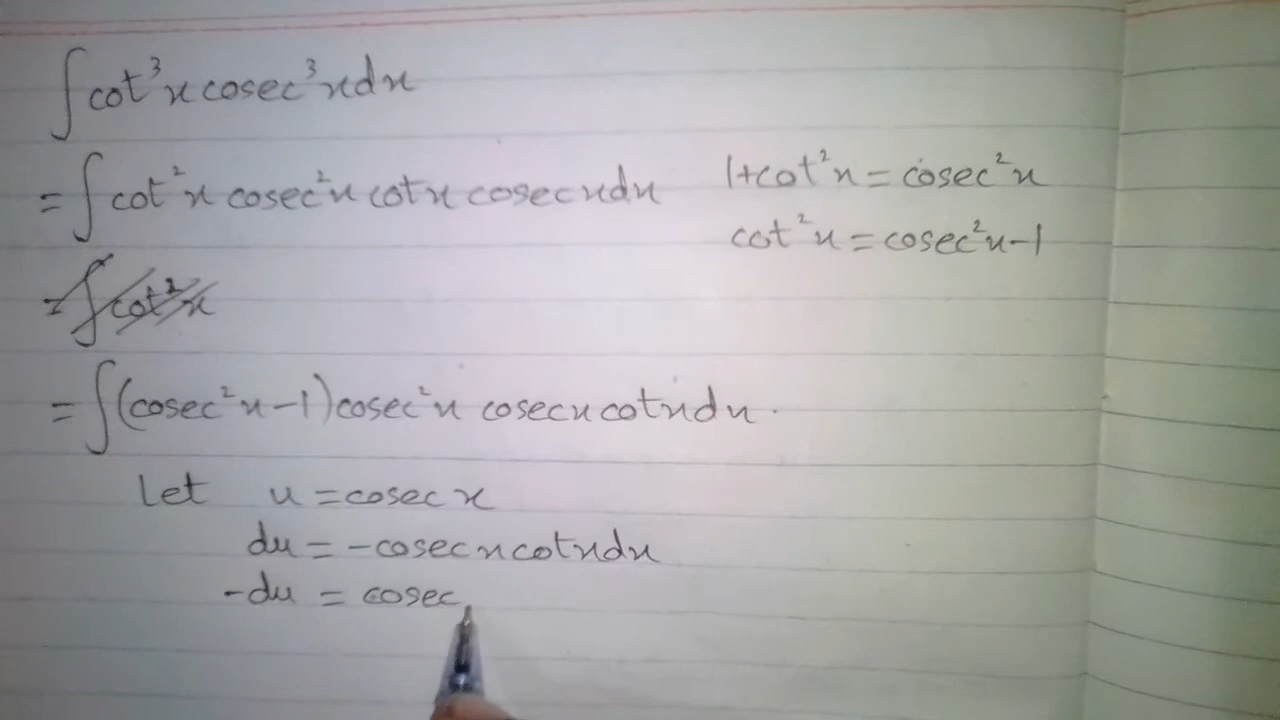 ∫cot³x cosec³x dx
= ∫cot²x cosec²x cotx cosecx dx
1+cot²x = cosec²x
cot²x = cosec²x-1
= ∫cot²x
= ∫(cosec²x-1)cosec²x cosecx cotx dx.
Let u = cosec x
du = -cosecx cotx dx
-du = cosec